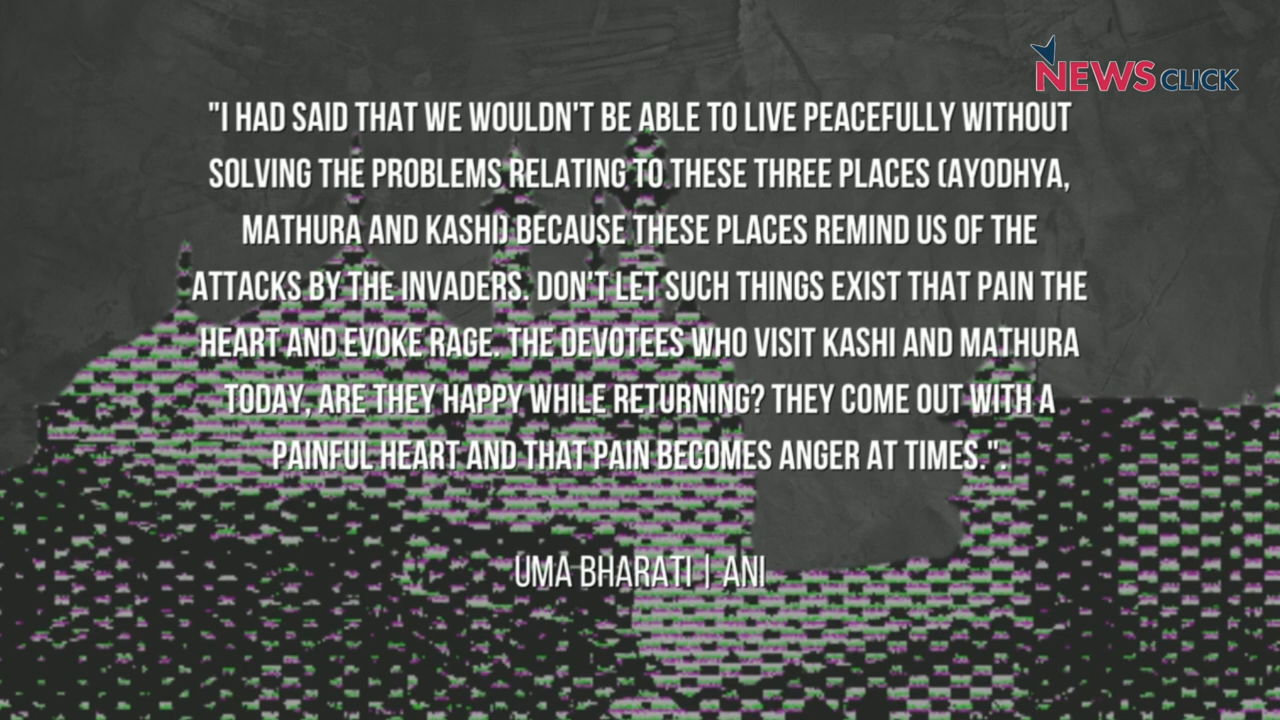 NEWS CLICK
"I HAD SAID THAT WE WOULDN'T BE ABLE TO LIVE PEACEFULLY WITHOUT
SOLVING THE PROBLEMS RELATING TO THESE THREE PLACES (AYODHYA,
MATHURA AND KASHI) BECAUSE THESE PLACES REMIND US OF THE
ATTACKS BY THE INVADERS. DON'T LET SUCH THINGS EXIST THAT PAIN THE
HEART AND EVOKE RAGE. THE DEVOTEES WHO VISIT KASHI AND MATHURA
TODAY, ARE THEY HAPPY WHILE RETURNING? THEY COME OUT WITH A
PAINFUL HEART AND THAT PAIN BECOMES ANGER AT TIMES.".
UMA BHARATI | ANI